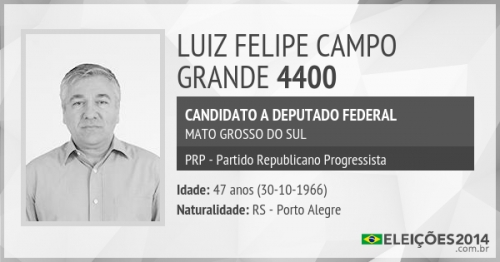 LUIZ FELIPE CAMPO
GRANDE 4400
CANDIDATO A DEPUTADO FEDERAL
MATO GROSSO DO SUL
PRP - Partido Republicano Progressista
Idade: 47 anos (30-10-1966)
Naturalidade: RS - Porto Alegre
ELEIÇÕES2014
.com.br